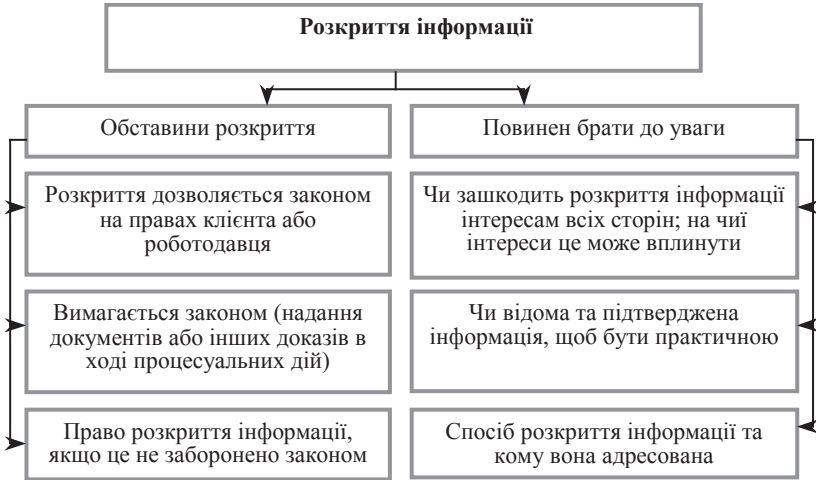 Розкриття інформації
Обставини розкриття
Розкриття дозволяється законом
на правах клієнта або
роботодавця
Вимагається законом (надання
документів або інших доказів в
ході процесуальних дій)
Право розкриття інформації,
якщо це не заборонено законом
Повинен брати до уваги
Чи зашкодить розкриття інформації
інтересам всіх сторін; на чиї
інтереси це може вплинути
Чи відома та підтверджена
інформація, щоб бути практичною
Спосіб розкриття інформації та
кому вона адресована